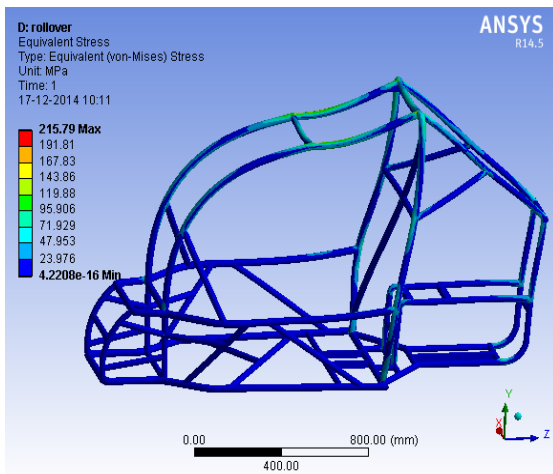 D: rollover
Equivalent Stress
Type: Equivalent (von-Mises) Stress
Unit: MPa
Time: 1
17-12-2014 10:11
ANSYS
R14.5
215.79 Max
191.81
167.83
143.86
119.88
95.906
71.929
47.953
23.976
4.2208e-16 Min
Y
X
Z
0.00
800.00 (mm)
400.00